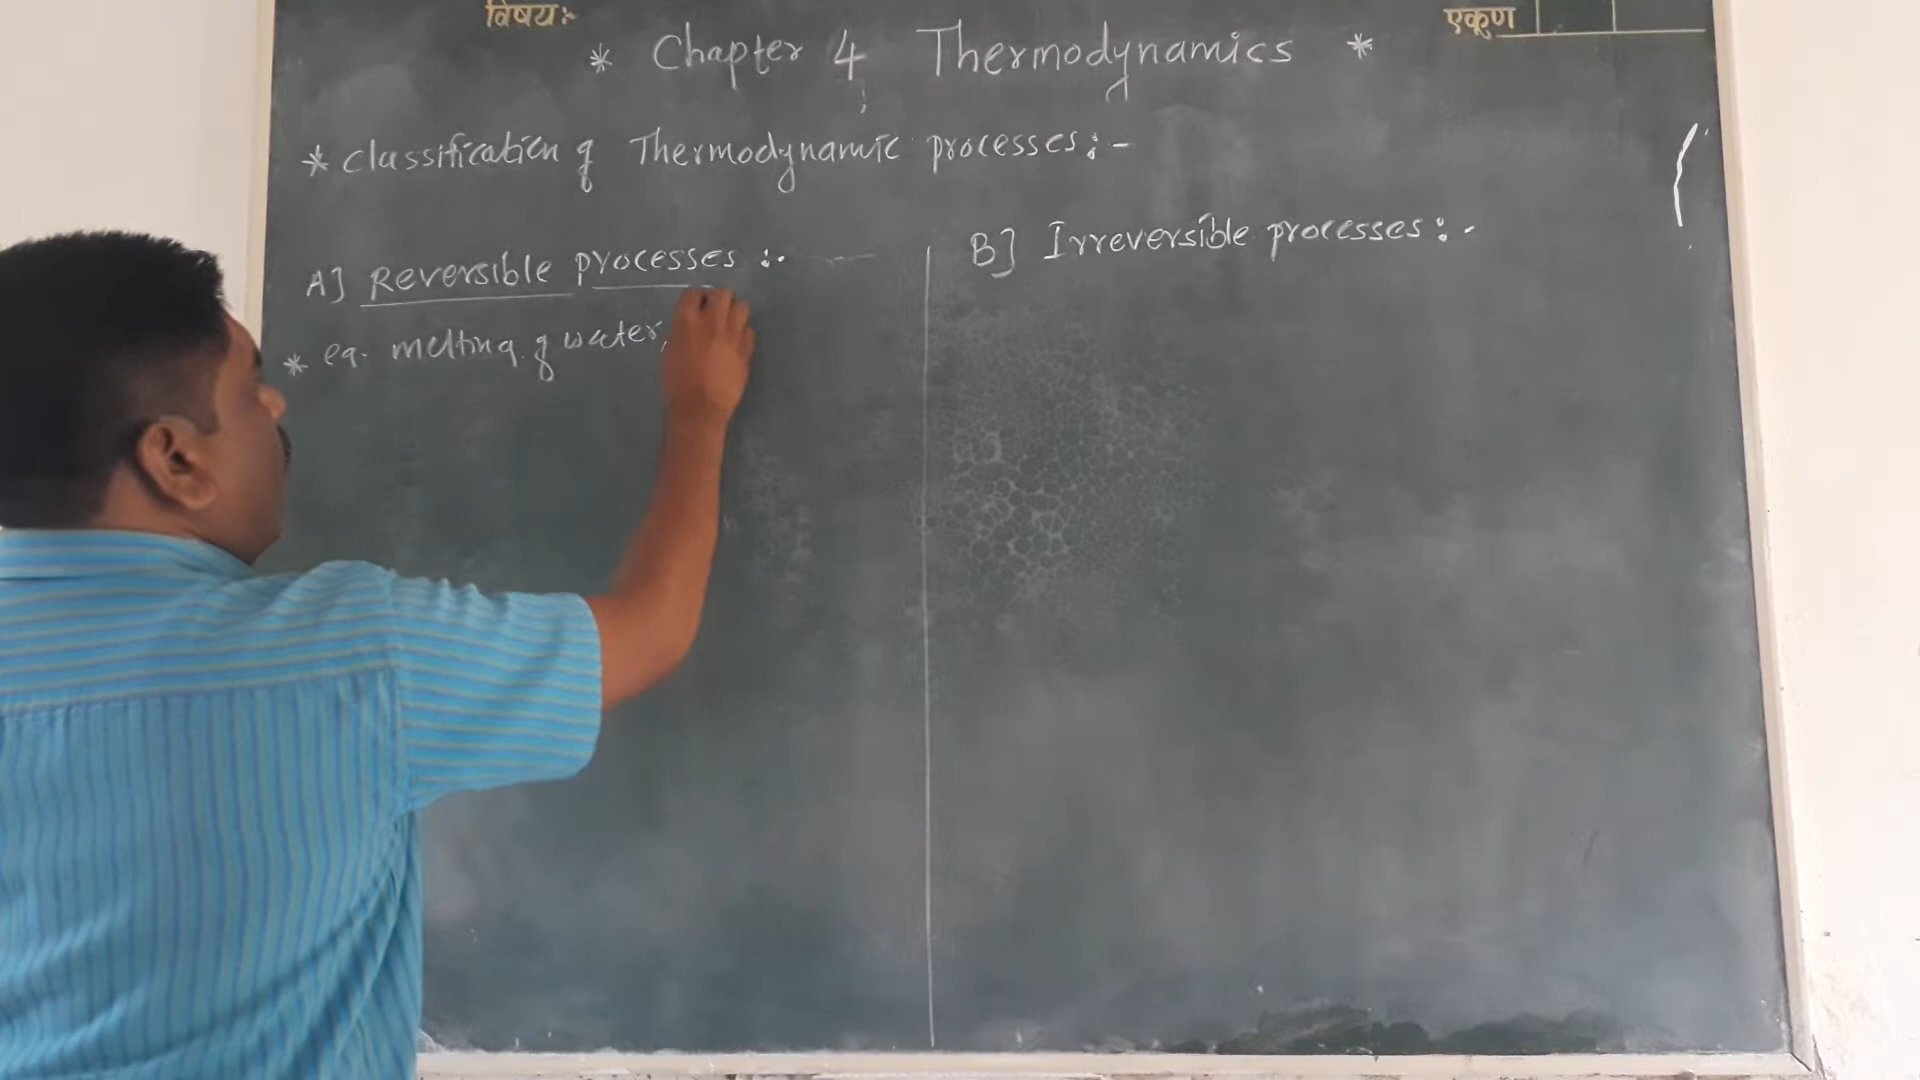 विषय:-
एकूण
* Chapter 4 Thermodynamics *
* Classification of Thermodynamic processes:-
A] Reversible processes :-
B] Irreversible processes :-
* eg. melting of water,